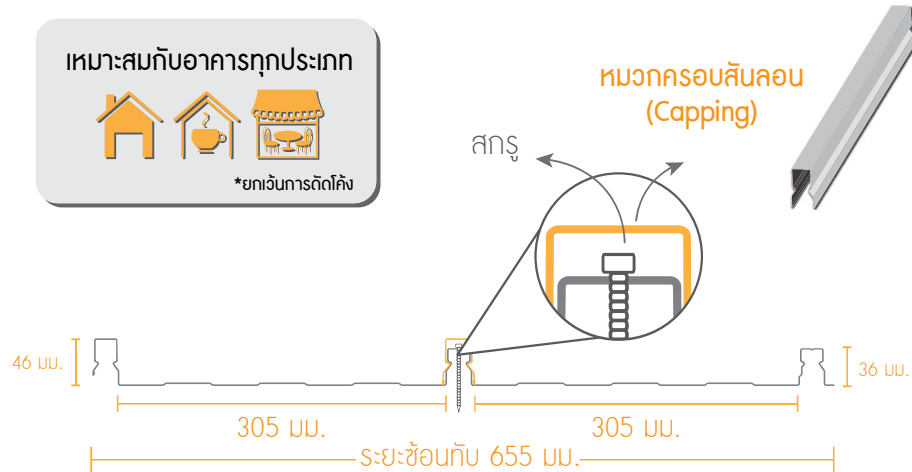 เหมาะสมกับอาคารทุกประเภท
*ยกเว้นการดัดโค้ง
หมวกครอบสันลอน
(Capping)
สกรู
46 มม.
36 มม.
305 มม.
305 มม.
ระยะซ้อนทับ 655 มม.